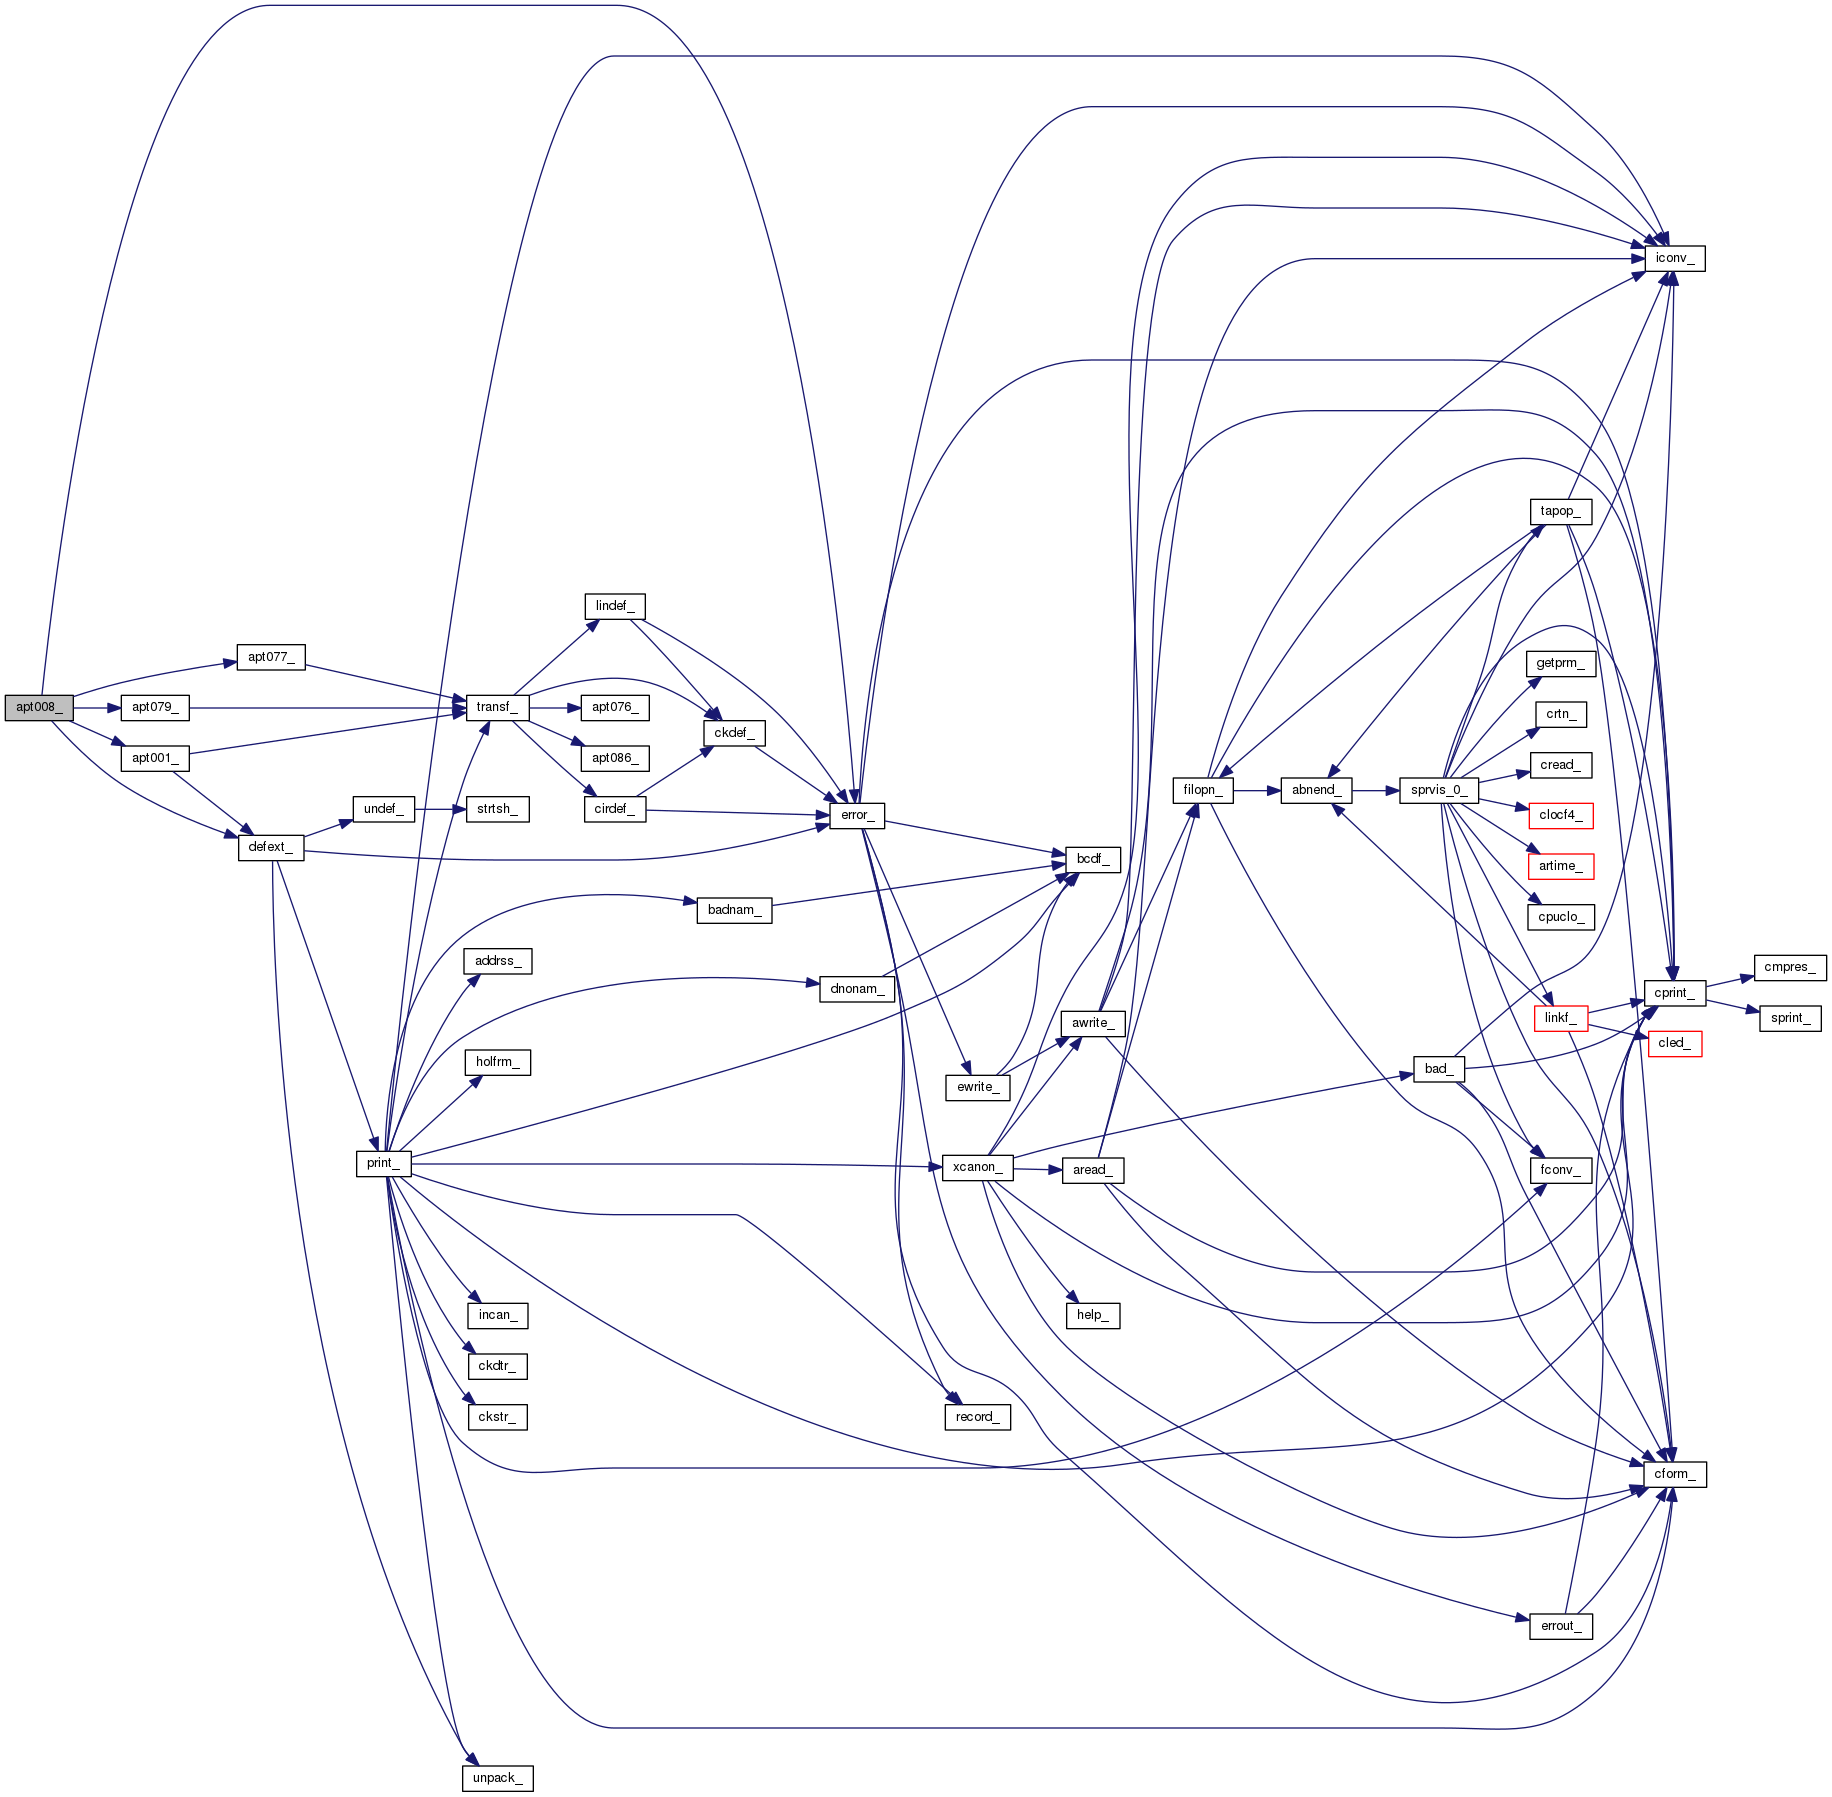 apt008_
apt077_
apt079_
apt001_
defext_
undef_
strtsh_
transf_
lindef_
apt076_
apt086_
cirdef_
ckdef_
error_
print_
badnam_
addrss_
dnonam_
holfrm_
incan_
ckdtr_
ckstr_
unpack_
bcdf_
ewrite_
awrite_
xcanon_
aread_
help_
record_
filopn_
abnend_
sprvis_0_
tapop_
getprm_
crtn_
cread_
clocf4_
artime_
cpuclo_
linkf_
bad_
fconv_
errout_
iconv_
cprint_
cled_
cform_
cmpres_
sprint_